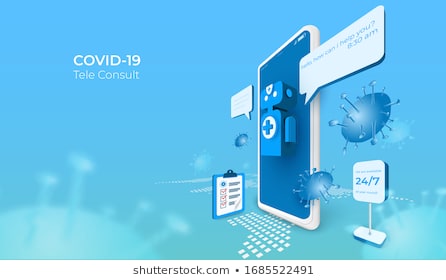 COVID-19
Tele Consult
Hello, how can I help you?
8:30 am
24/7
shutterstock.com • 1685522491